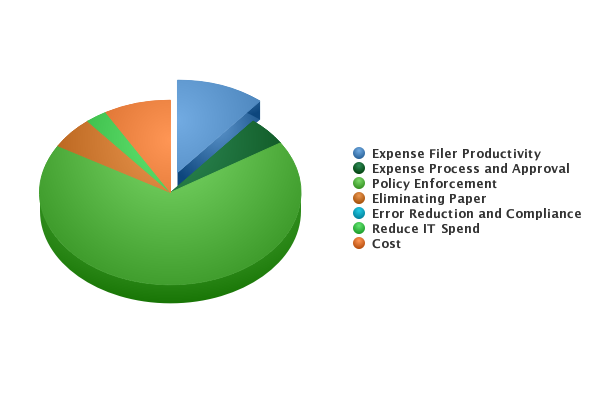 Expense Filer Productivity
Expense Process and Approval
Policy Enforcement
Eliminating Paper
Error Reduction and Compliance
Reduce IT Spend
Cost